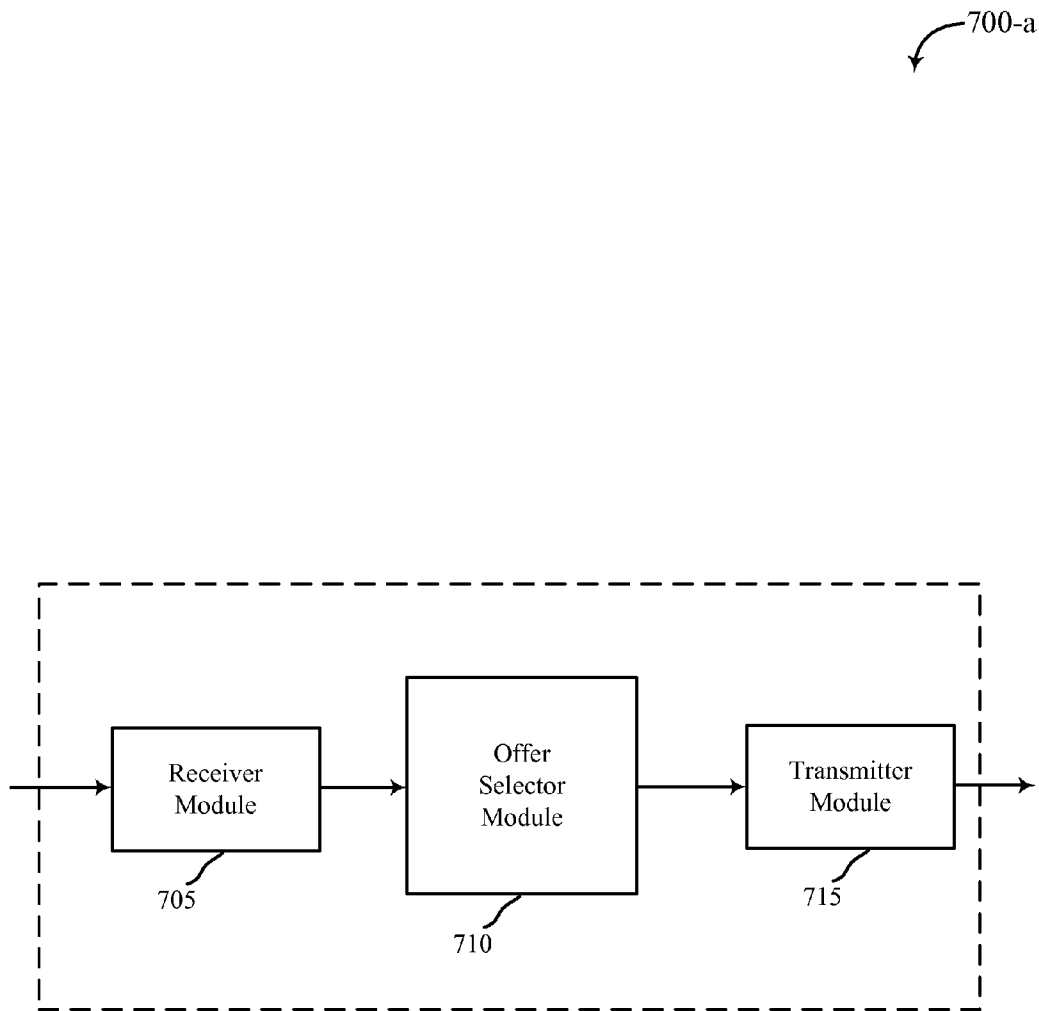 700-a
Receiver
Module
705
Offer
Selector
Module
710
Transmitter
Module
715